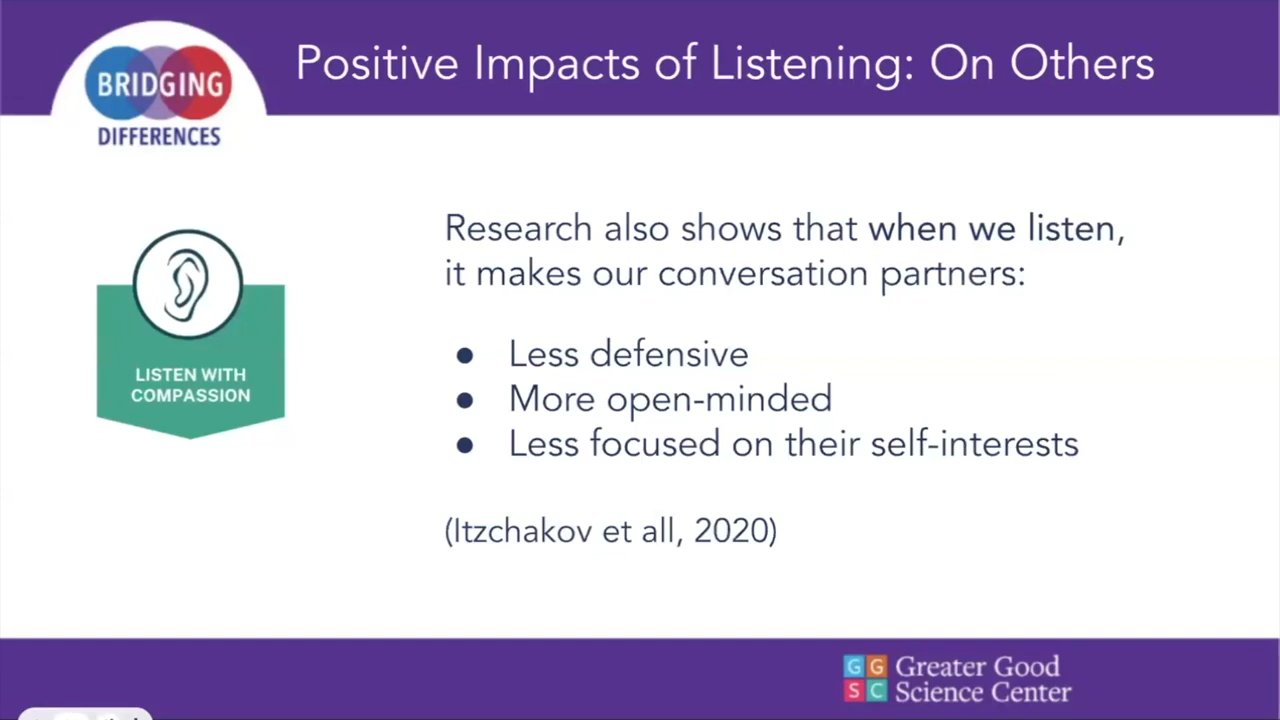 BRIDGING
DIFFERENCES
Positive Impacts of Listening: On Others
LISTEN WITH
COMPASSION
Research also shows that when we listen,
it makes our conversation partners:
● Less defensive
● More open-minded
● Less focused on their self-interests
(Itzchakov et all, 2020)
G G
S C
Greater Good
Science Center